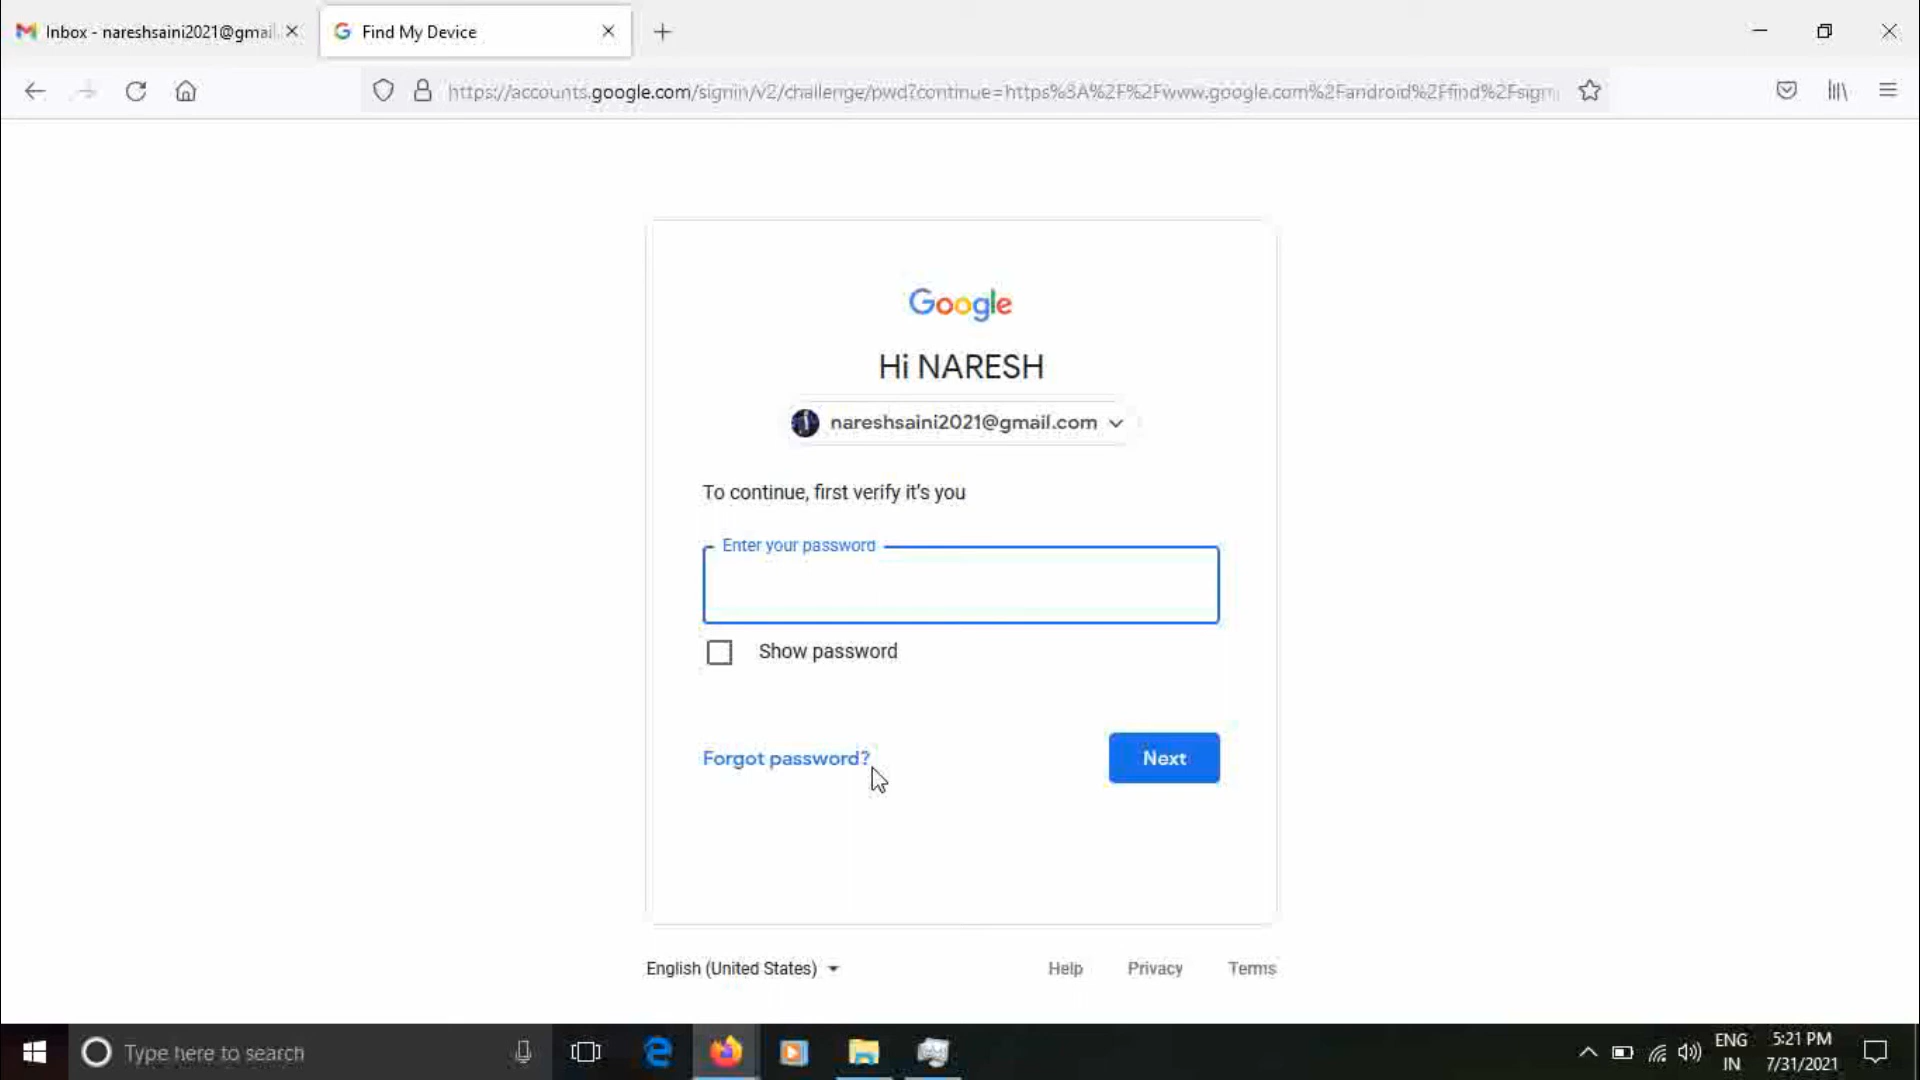 Inbox - nareshsaini2021@gmai
Find My Device
https://accounts.google.com/signin/v2/challenge/pwd?continue=https%3A%2F%2Fwww.google.com%2Fandroid%2Ffind%2Fsign
Google
Hi NARESH
nareshsaini2021@gmail.com
To continue, first verify it's you
Enter your password
Show password
Forgot password?
Next
English (United States)
Help
Privacy
Terms
Type here to search
ENG
IN
5:21 PM
7/31/2021